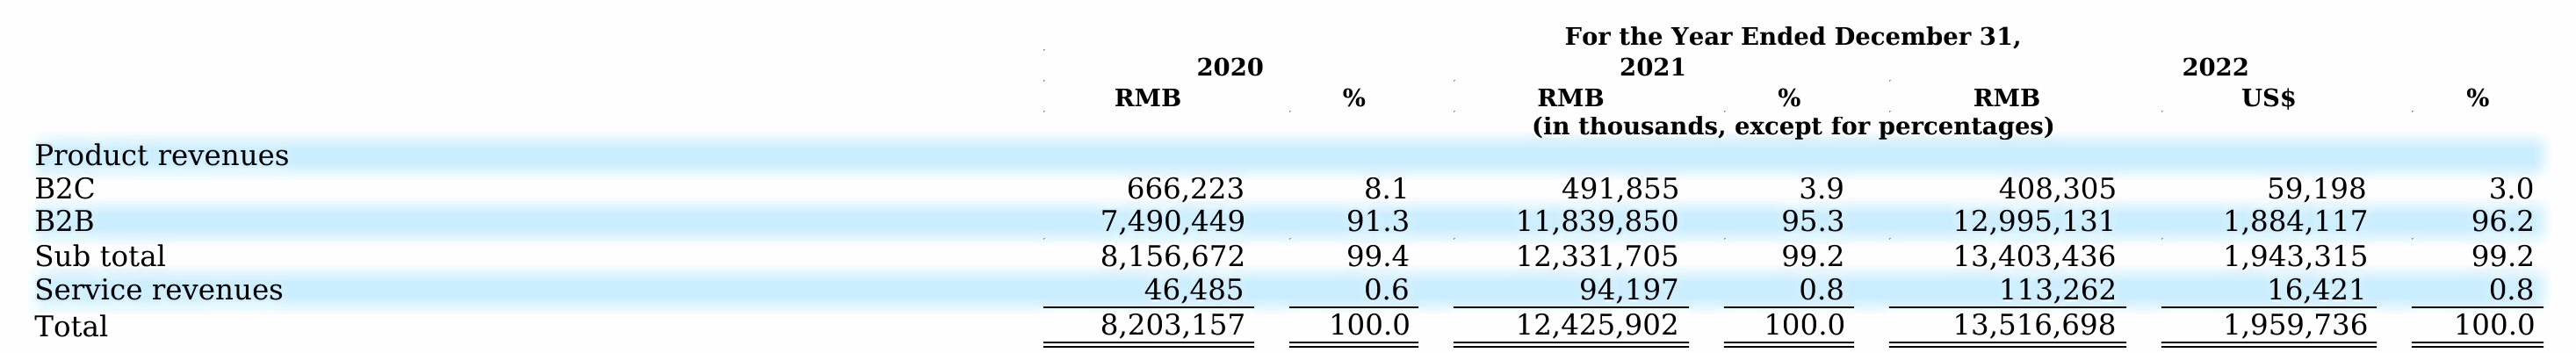 For the Year Ended December 31,
2020 2021 2022
RMB % RMB % RMB US$ %
(in thousands, except for percentages)
Product revenues
B2C 666,223 8.1 491,855 3.9 408,305 59,198 3.0
B2B 7,490,449 91.3 11,839,850 95.3 12,995,131 1,884,117 96.2
Sub total 8,156,672 99.4 12,331,705 99.2 13,403,436 1,943,315 99.2
Service revenues 46,485 0.6 94,197 0.8 113,262 16,421 0.8
Total 8,203,157 100.0 12,425,902 100.0 13,516,698 1,959,736 100.0